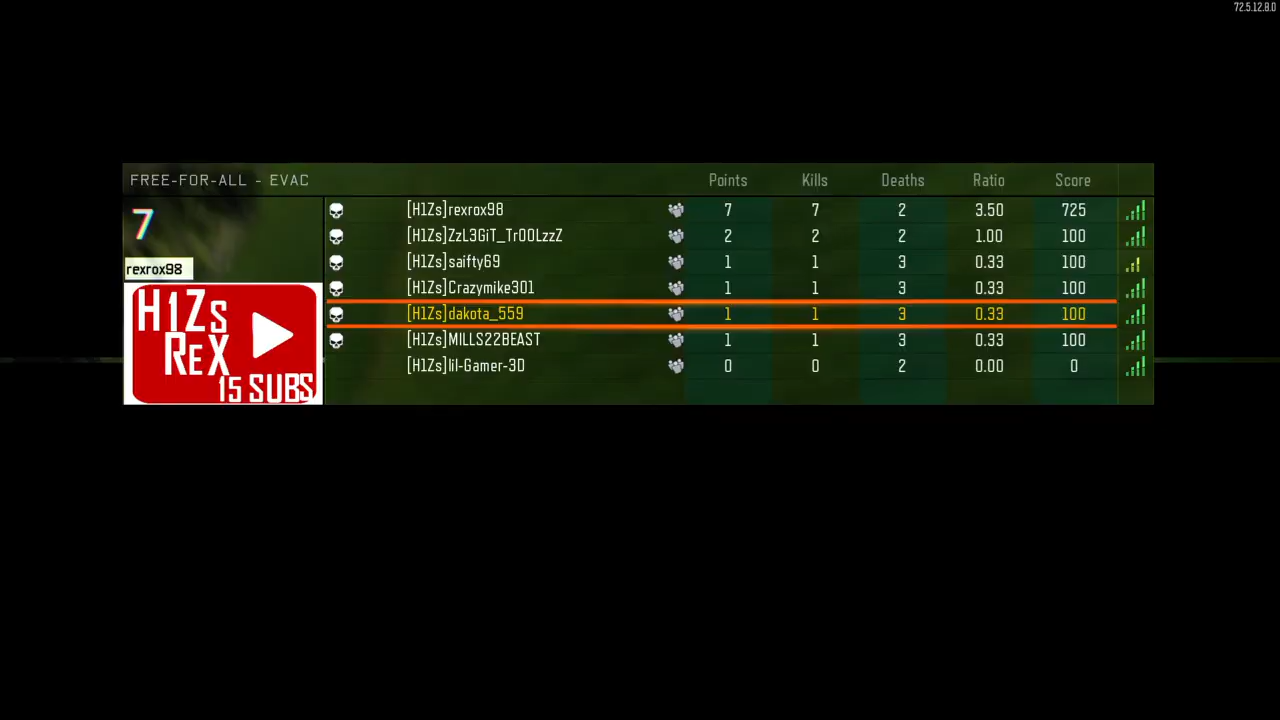 72.5.12.8.0
FREE-FOR-ALL - EVAC Points Kills Deaths Ratio Score
7
rexrox98
H1Zs
ReX
15 SUBS
[H1Zs]rexrox98 7 7 2 3.50 725
[H1Zs]ZzL3GiT_Tr00LzzZ 2 2 2 1.00 100
[H1Zs]saifty69 1 1 3 0.33 100
[H1Zs]Crazymike301 1 1 3 0.33 100
[H1Zs]dakota_559 1 1 3 0.33 100
[H1Zs]MILLS22BEAST 1 1 3 0.33 100
[H1Zs]lil-Gamer-3D 0 0 2 0.00 0